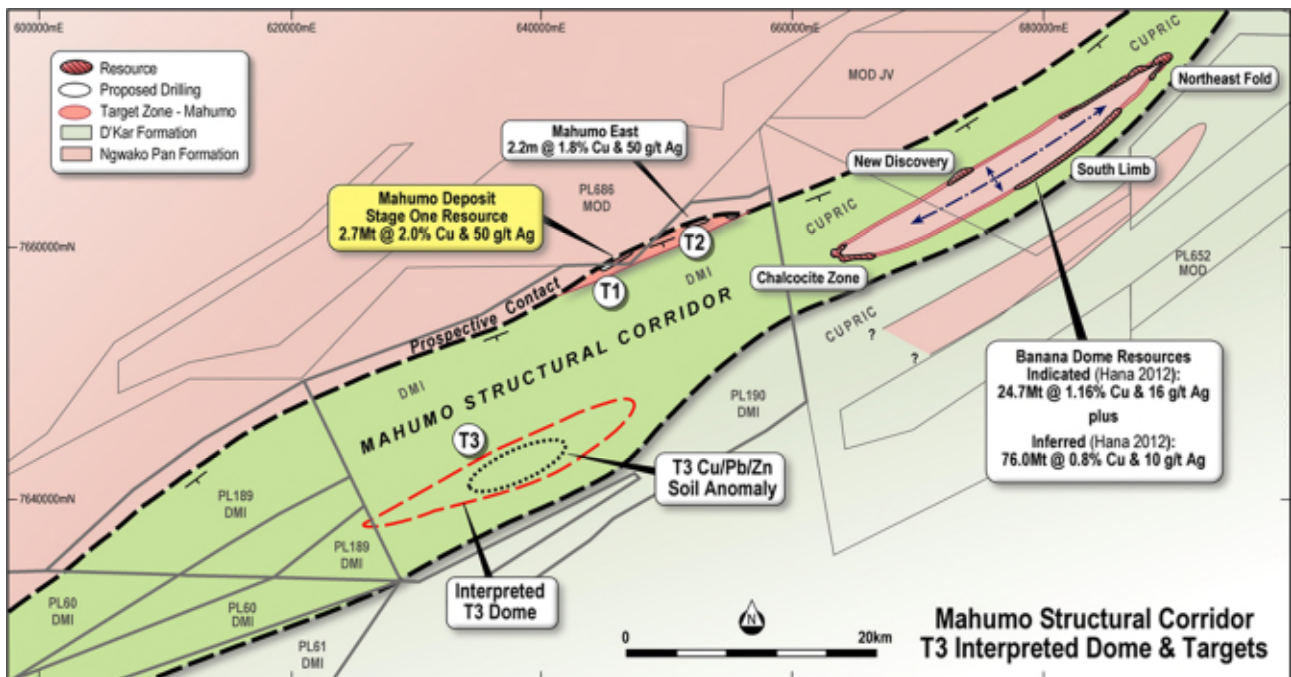 600000mE
620000mE
640000mE
660000mE
680000mE
Resource
Proposed Drilling
Target Zone - Mahumo
D'Kar Formation
Ngwako Pan Formation
MOD JV
CUPRIC
Northeast Fold
Mahumo East
2.2m @ 1.8% Cu & 50 g/t Ag
New Discovery
South Limb
PL686
MOD
Mahumo Deposit
Stage One Resource
2.7Mt @ 2.0% Cu & 50 g/t Ag
CUPRIC
7660000mN
T2
T1
DMI
Chalcocite Zone
PL652
MOD
Prospective Contact
CUPRIC
?
?
MAHUMO STRUCTURAL CORRIDOR
DMI
Banana Dome Resources
Indicated (Hana 2012):
24.7Mt @ 1.16% Cu & 16 g/t Ag
plus
Inferred (Hana 2012):
76.0Mt @ 0.8% Cu & 10 g/t Ag
PL190
DMI
T3
T3 Cu/Pb/Zn
Soil Anomaly
7640000mN
PL189
DMI
PL189
DMI
Interpreted
T3 Dome
PL60
DMI
PL60
DMI
PL61
DMI
N
0
20km
Mahumo Structural Corridor
T3 Interpreted Dome & Targets